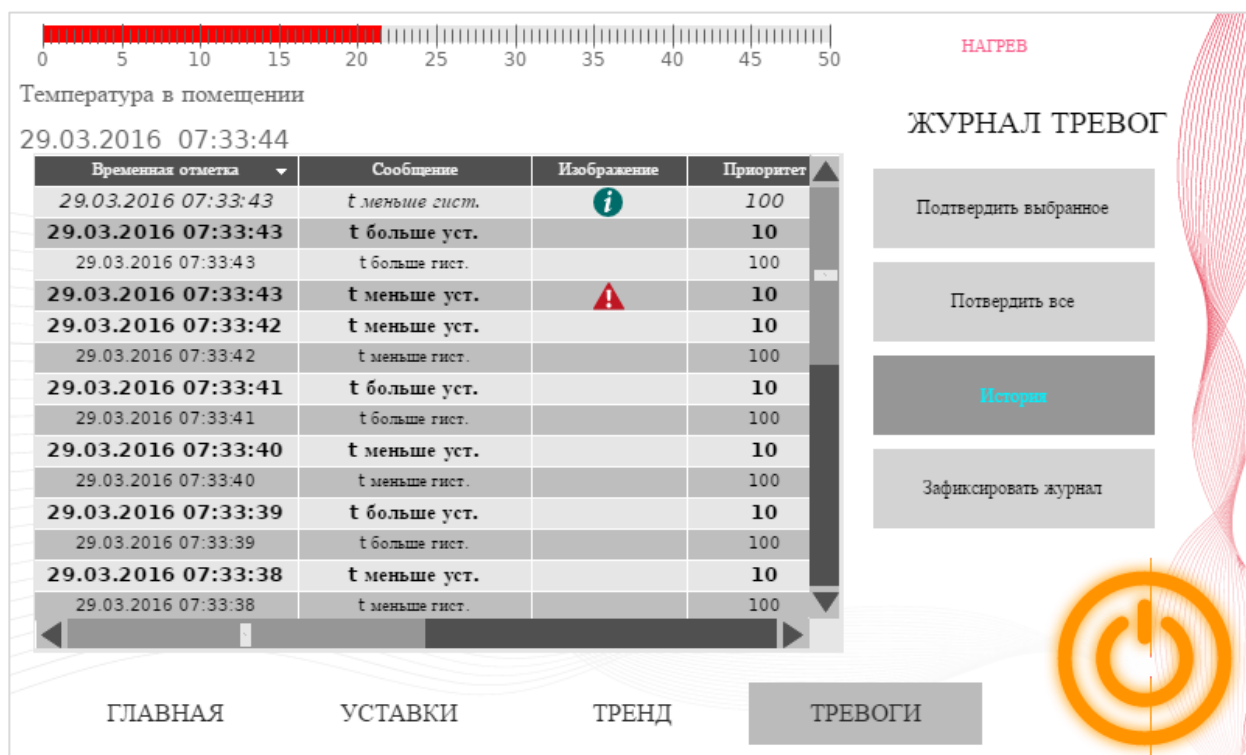 0 5 10 15 20 25 30 35 40 45 50
НАГРЕВ
Температура в помещении
ЖУРНАЛ ТРЕВОГ
29.03.2016 07:33:44
Временная отметка Сообщение Изображение Приоритет
29.03.2016 07:33:43 t меньше гист. i 100
29.03.2016 07:33:43 t больше уст. 10
29.03.2016 07:33:43 t больше гист. 100
29.03.2016 07:33:43 t меньше уст. ! 10
29.03.2016 07:33:42 t меньше уст. 10
29.03.2016 07:33:42 t меньше гист. 100
29.03.2016 07:33:41 t больше уст. 10
29.03.2016 07:33:41 t больше гист. 100
29.03.2016 07:33:40 t меньше уст. 10
29.03.2016 07:33:40 t меньше гист. 100
29.03.2016 07:33:39 t больше уст. 10
29.03.2016 07:33:39 t больше гист. 100
29.03.2016 07:33:38 t меньше уст. 10
29.03.2016 07:33:38 t меньше гист. 100
Подтвердить выбранное
Потвердить все
История
Зафиксировать журнал
ГЛАВНАЯ УСТАВКИ ТРЕНД ТРЕВОГИ